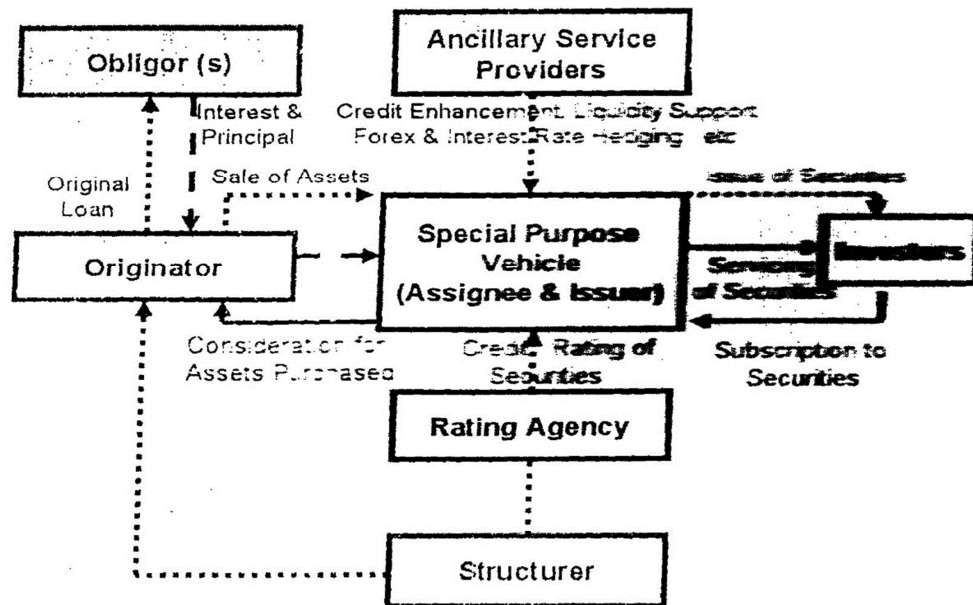 Obligor (s)
Ancillary Service
Providers
Interest &
Principal
Credit Enhancement, Liquidity Support
Forex & Interest Rate Hedging etc
Original
Loan
Sale of Assets
Issue of Securities
Originator
Special Purpose
Vehicle
(Assignee & Issuer)
Investors
Servicing
of Securities
Consideration for
Assets Purchased
Credit Rating of
Securities
Subscription to
Securities
Rating Agency
Structurer